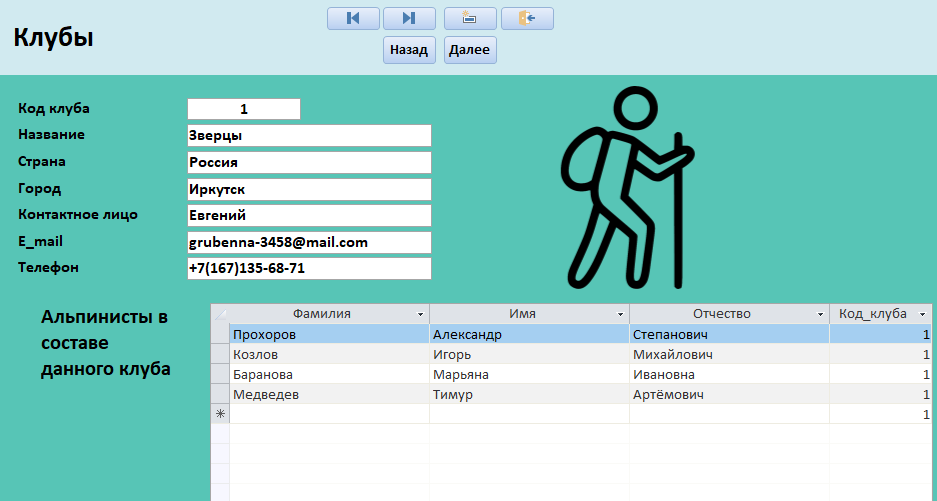 Клубы
Назад Далее
Код клуба 1
Название Зверцы
Страна Россия
Город Иркутск
Контактное лицо Евгений
E_mail grubenna-3458@mail.com
Телефон +7(167)135-68-71
Альпинисты в
составе
данного клуба
Фамилия Имя Отчество Код_клуба
Прохоров Александр Степанович 1
Козлов Игорь Михайлович 1
Баранова Марьяна Ивановна 1
Медведев Тимур Артёмович 1
1